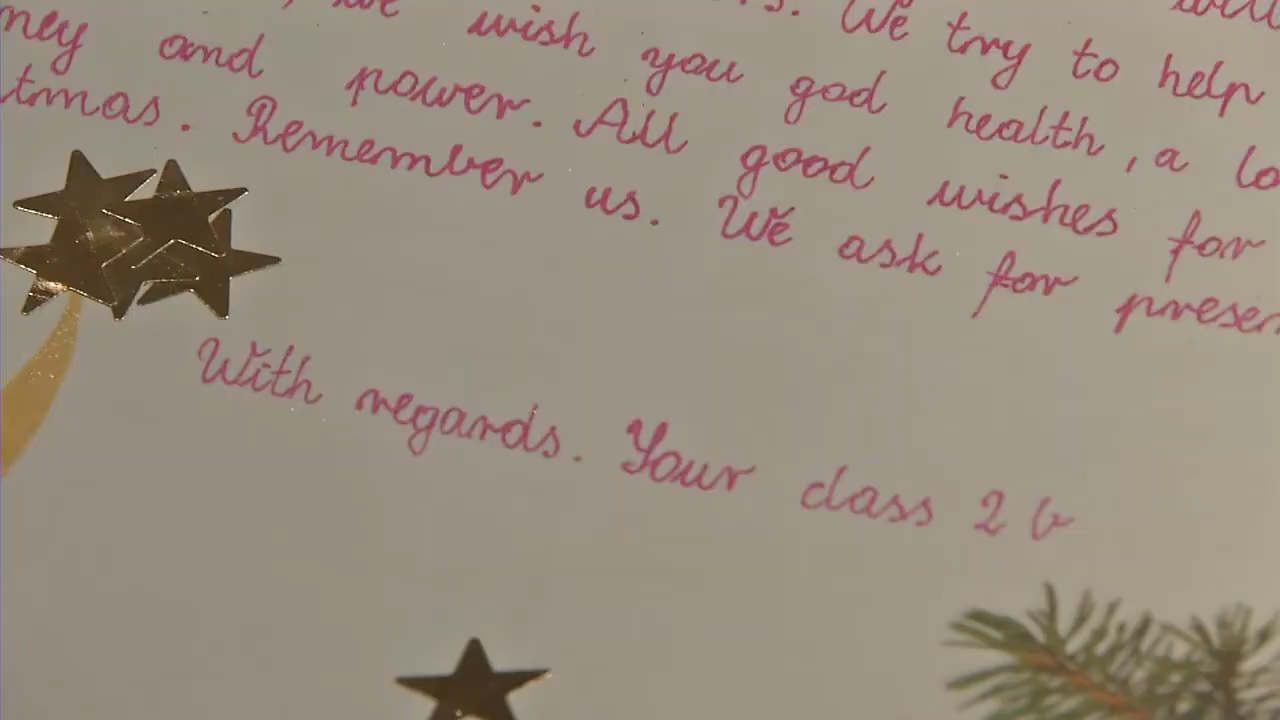 will
. We try to help
, we wish you god health, a lo
ney and power. All good wishes for
tmas. Remember us. We ask for presen
With regards. Your class 2 b